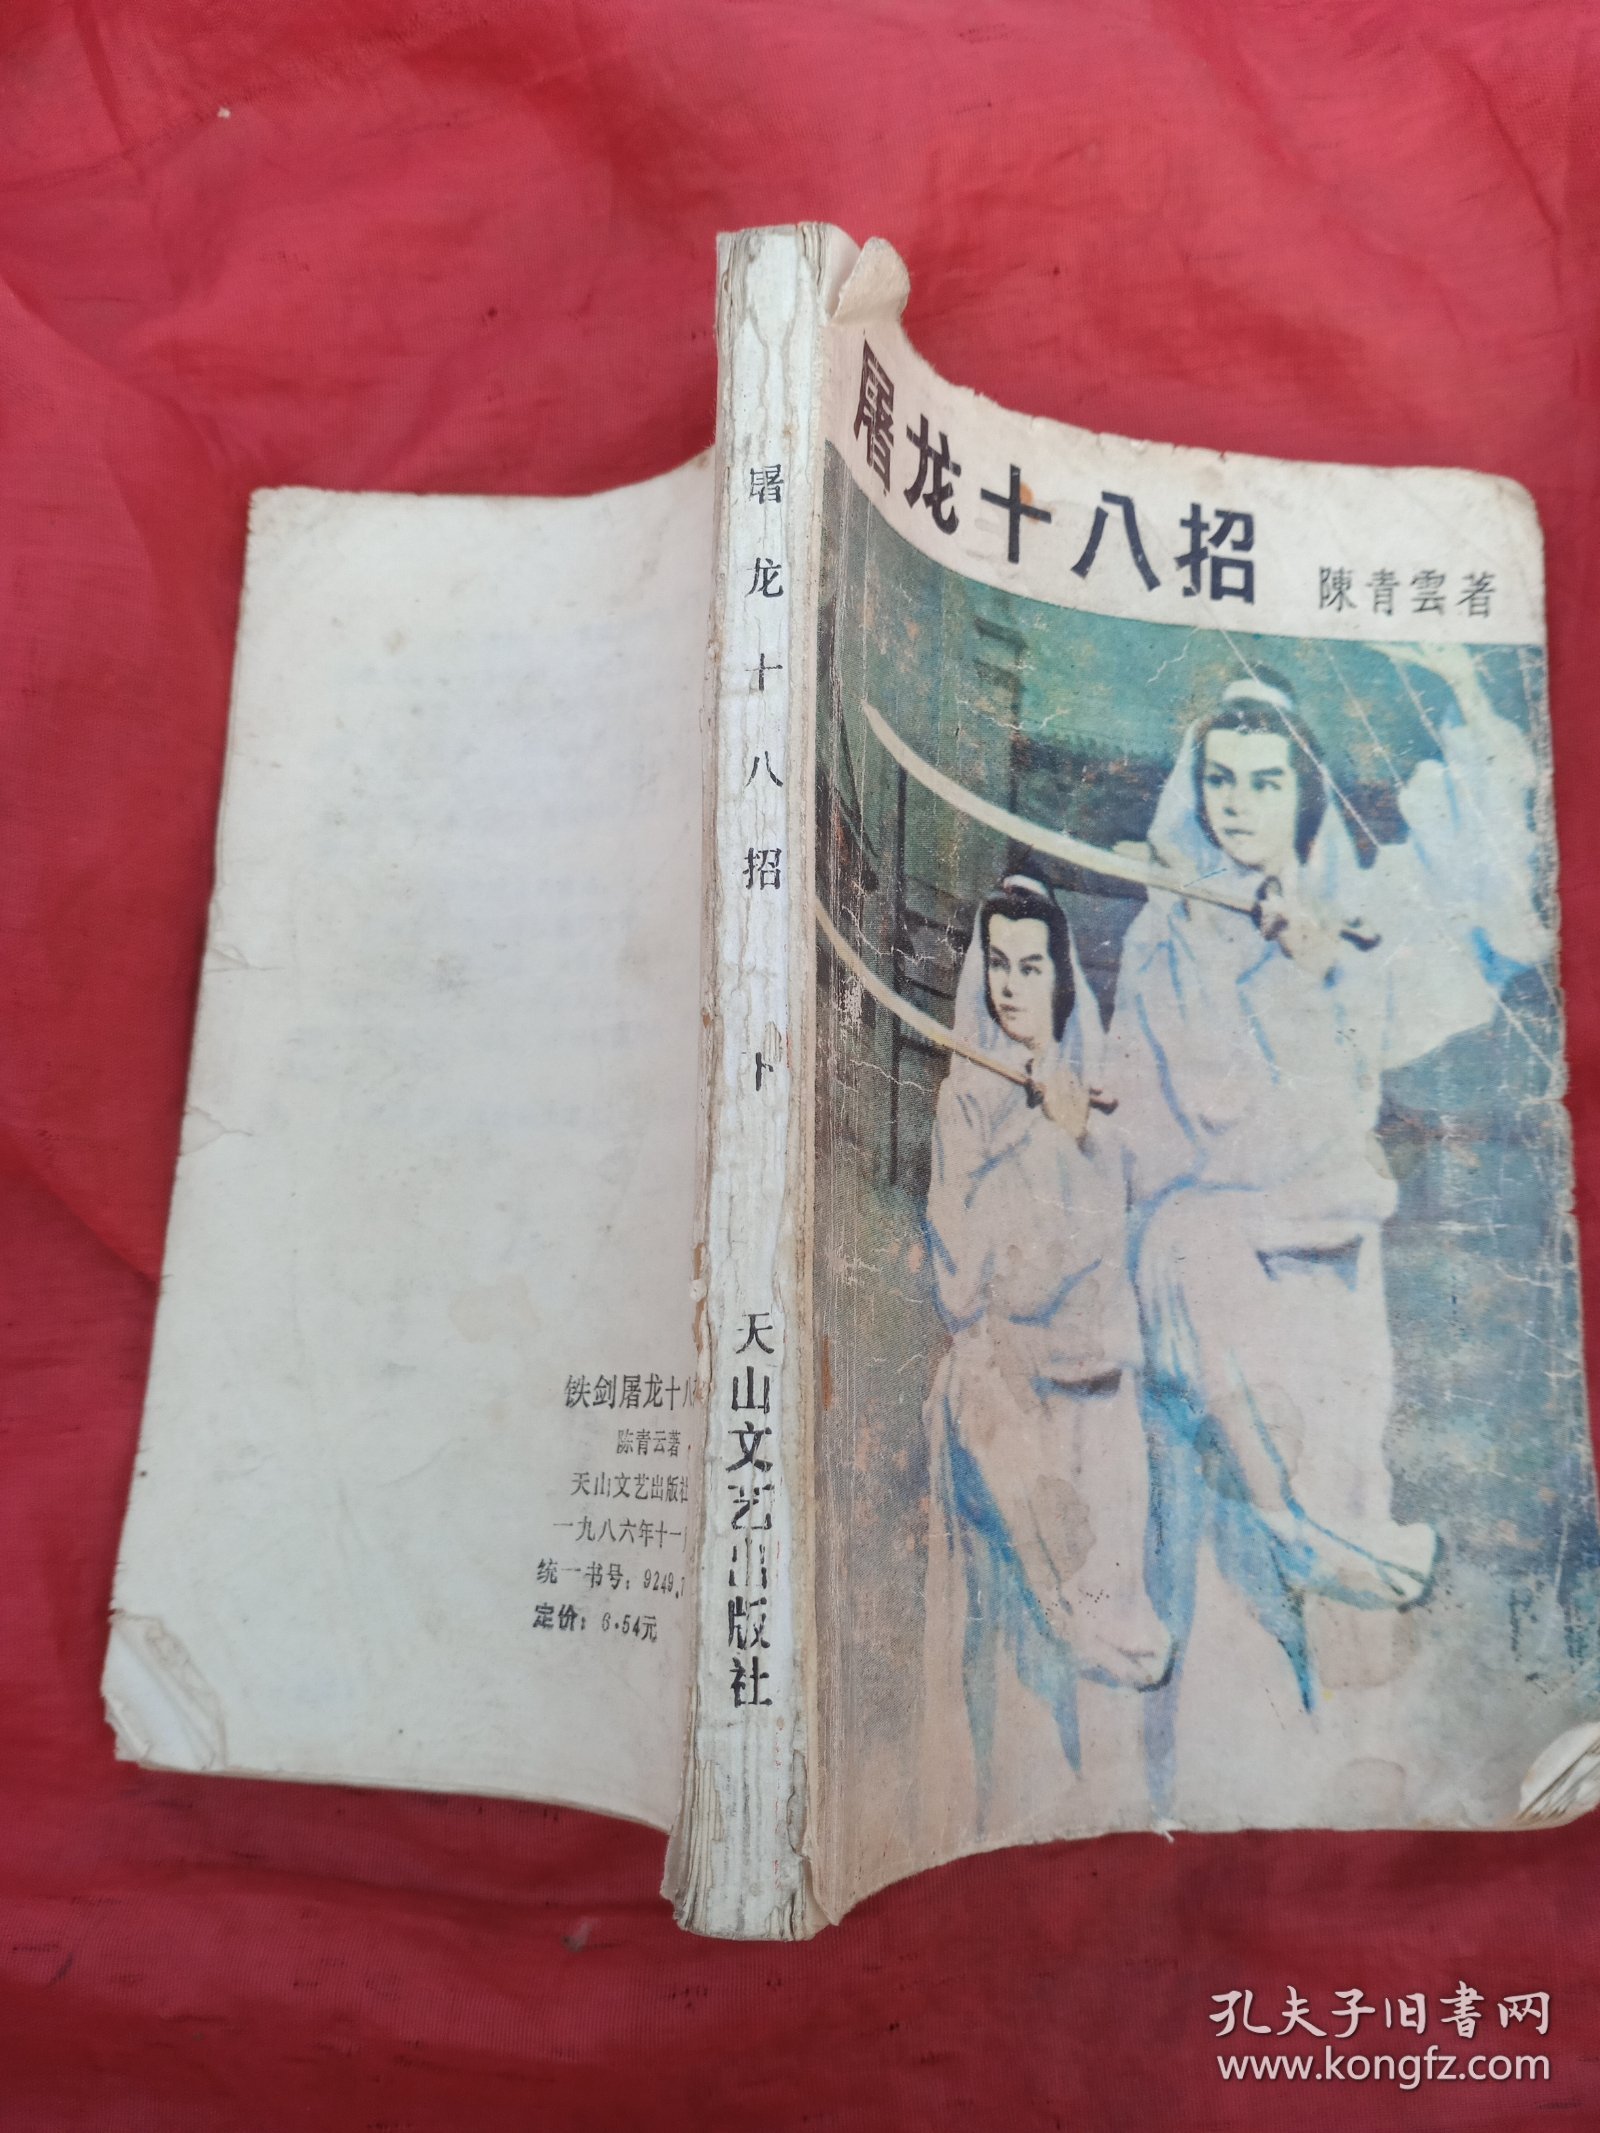 屠龙十八招
陳青雲著
屠龙十八招
天山文艺出版社
铁剑屠龙十八
陈青云著
天山文艺出版社
一九八六年十一
统一书号：9249.
定价：6.54元
孔夫子旧书网
www.kongfz.com